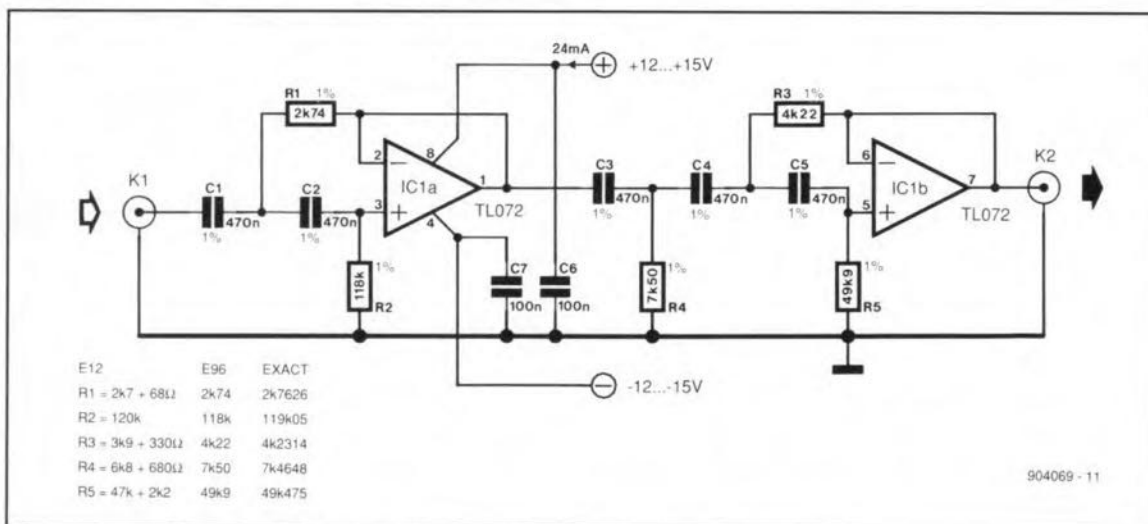 24mA
+
+12...+15V
R1 1%
2k74
R3 1%
4k22
K1
C1
470n
1%
C2
470n
1%
2
3
8
4
1
IC1a
TL072
C3
470n
1%
C4
470n
1%
C5
470n
1%
6
5
7
IC1b
TL072
K2
118k
1%
R2
C7
100n
C6
100n
7k50
1%
R4
49k9
1%
R5
-12...-15V
E12 E96 EXACT
R1 = 2k7 + 68Ω 2k74 2k7626
R2 = 120k 118k 119k05
R3 = 3k9 + 330Ω 4k22 4k2314
R4 = 6k8 + 680Ω 7k50 7k4648
R5 = 47k + 2k2 49k9 49k475
904069 - 11